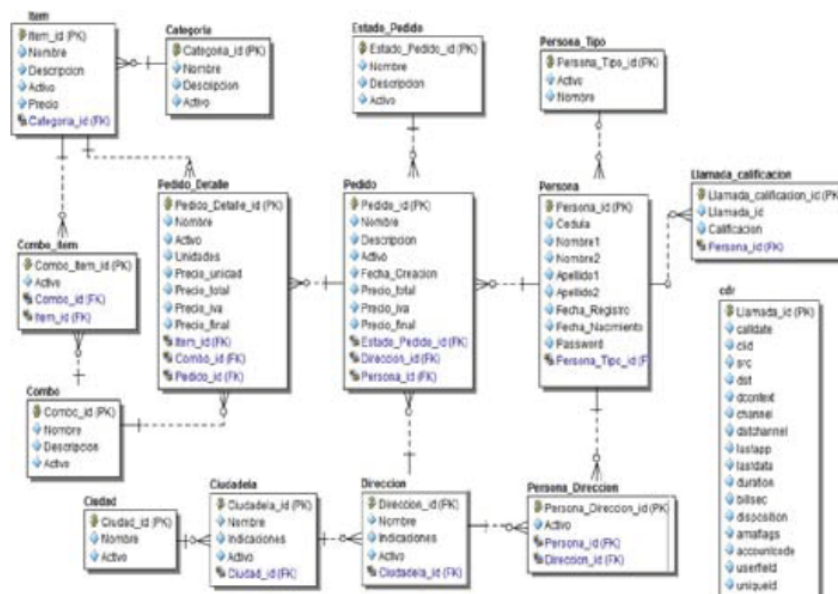 Item
Item_id (PK)
Nombre
Descripcion
Activo
Precio
Categoria_id (FK)
Categoria
Categoria_id (PK)
Nombre
Descripcion
Activo
Estado_Pedido
Estado_Pedido_id (PK)
Nombre
Descripcion
Activo
Persona_Tipo
Persona_Tipo_id (PK)
Activo
Nombre
Pedido_Detalle
Pedido_Detalle_id (PK)
Nombre
Activo
Unidades
Precio_unidad
Precio_total
Precio_iva
Precio_final
Item_id (FK)
Combo_id (FK)
Pedido_id (FK)
Pedido
Pedido_id (PK)
Nombre
Descripcion
Activo
Fecha_Creacion
Precio_total
Precio_iva
Precio_final
Estado_Pedido_id (FK)
Direccion_id (FK)
Persona_id (FK)
Persona
Persona_id (PK)
Cedula
Nombre1
Nombre2
Apellido1
Apellido2
Fecha_Registro
Fecha_Nacimiento
Password
Persona_Tipo_id (F
Llamada_calificacion
Llamada_calificacion_id (PK)
Llamada_id
Calificacion
Persona_id (FK)
Combo_Item
Combo_Item_id (PK)
Activo
Combo_id (FK)
Item_id (FK)
cdr
Llamada_id (PK)
calldate
clid
src
dst
dcontext
channel
dstchannel
lastapp
lastdata
duration
billsec
disposition
amaflags
accountcode
userfield
uniqueid
Combo
Combo_id (PK)
Nombre
Descripcion
Activo
Ciudad
Ciudad_id (PK)
Nombre
Activo
Ciudadela
Ciudadela_id (PK)
Nombre
Indicaciones
Activo
Ciudad_id (FK)
Direccion
Direccion_id (PK)
Nombre
Indicaciones
Activo
Ciudadela_id (FK)
Persona_Direccion
Persona_Direccion_id (PK)
Activo
Persona_id (FK)
Direccion_id (FK)